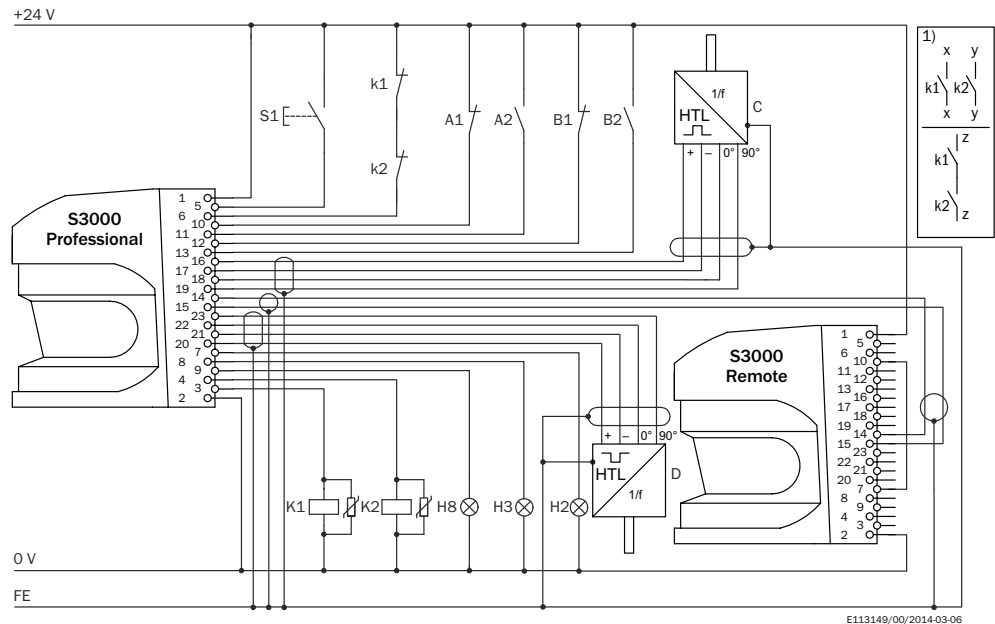 +24 V
1)
x y
k1 k2
x y
z
k1
k2
z
k1
k2
S1
A1
A2
B1
B2
1/f
HTL
C
+ – 0° 90°
S3000
Professional
1
5
6
10
11
12
13
16
17
18
19
14
15
23
22
21
20
7
8
9
4
3
2
S3000
Remote
1
5
6
10
11
12
13
16
17
18
19
14
15
23
22
21
20
7
8
9
4
3
2
+ – 0° 90°
HTL
1/f
D
K1
K2
H8
H3
H2
0 V
FE
E113149/00/2014-03-06